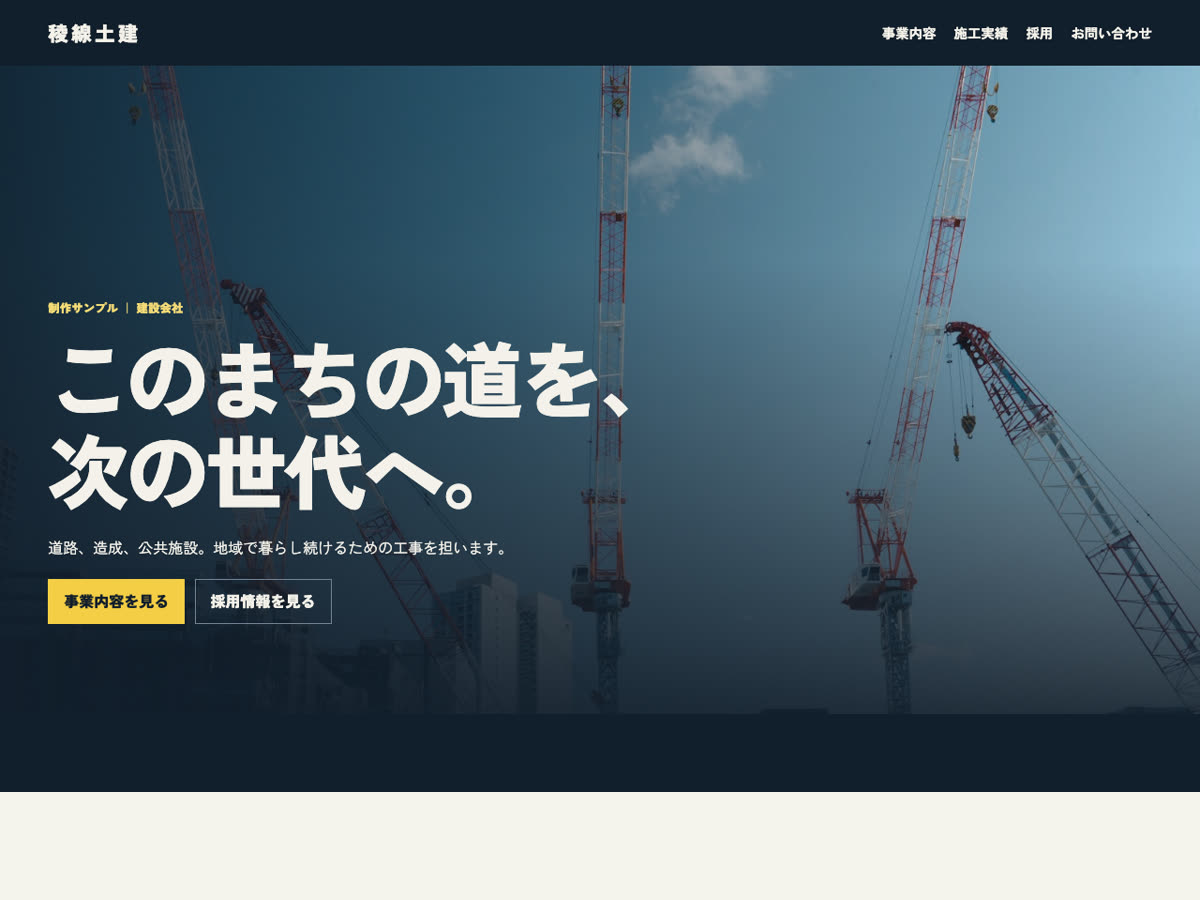 稜線土建
事業内容 施工実績 採用 お問い合わせ
制作サンプル | 建設会社
このまちの道を、
次の世代へ。
道路、造成、公共施設。地域で暮らし続けるための工事を担います。
事業内容を見る 採用情報を見る